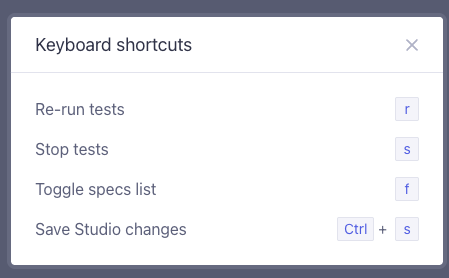 Keyboard shortcuts
Re-run tests r
Stop tests s
Toggle specs list f
Save Studio changes Ctrl + s